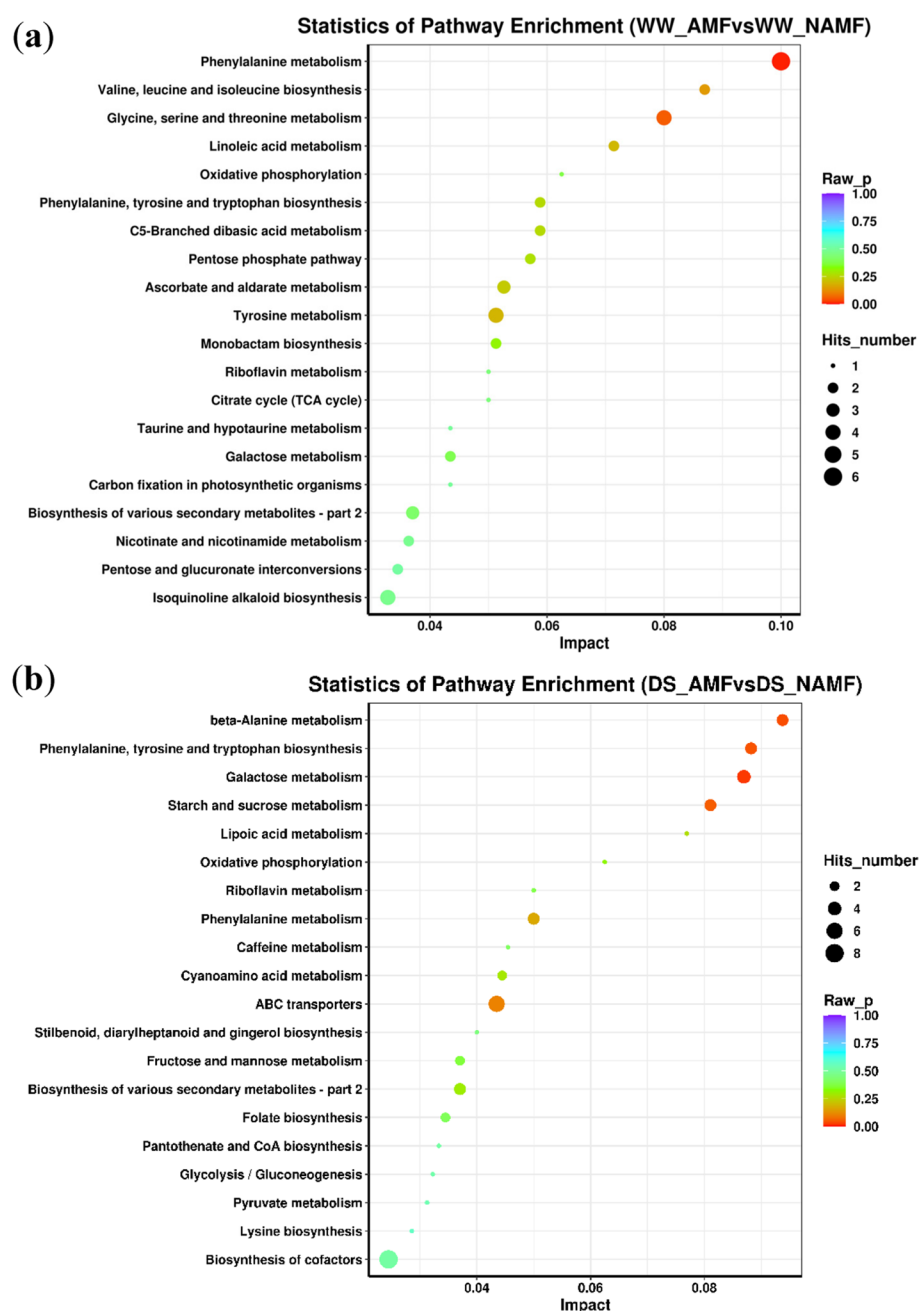 (a)
Statistics of Pathway Enrichment (WW_AMFvsWW_NAMF)
Phenylalanine metabolism
Valine, leucine and isoleucine biosynthesis
Glycine, serine and threonine metabolism
Linoleic acid metabolism
Oxidative phosphorylation
Phenylalanine, tyrosine and tryptophan biosynthesis
C5-Branched dibasic acid metabolism
Pentose phosphate pathway
Ascorbate and aldarate metabolism
Tyrosine metabolism
Monobactam biosynthesis
Riboflavin metabolism
Citrate cycle (TCA cycle)
Taurine and hypotaurine metabolism
Galactose metabolism
Carbon fixation in photosynthetic organisms
Biosynthesis of various secondary metabolites - part 2
Nicotinate and nicotinamide metabolism
Pentose and glucuronate interconversions
Isoquinoline alkaloid biosynthesis
0.04 0.06 0.08 0.10
Impact
Raw_p
1.00
0.75
0.50
0.25
0.00
Hits_number
1
2
3
4
5
6
(b)
Statistics of Pathway Enrichment (DS_AMFvsDS_NAMF)
beta-Alanine metabolism
Phenylalanine, tyrosine and tryptophan biosynthesis
Galactose metabolism
Starch and sucrose metabolism
Lipoic acid metabolism
Oxidative phosphorylation
Riboflavin metabolism
Phenylalanine metabolism
Caffeine metabolism
Cyanoamino acid metabolism
ABC transporters
Stilbenoid, diarylheptanoid and gingerol biosynthesis
Fructose and mannose metabolism
Biosynthesis of various secondary metabolites - part 2
Folate biosynthesis
Pantothenate and CoA biosynthesis
Glycolysis / Gluconeogenesis
Pyruvate metabolism
Lysine biosynthesis
Biosynthesis of cofactors
0.04 0.06 0.08
Impact
Hits_number
2
4
6
8
Raw_p
1.00
0.75
0.50
0.25
0.00